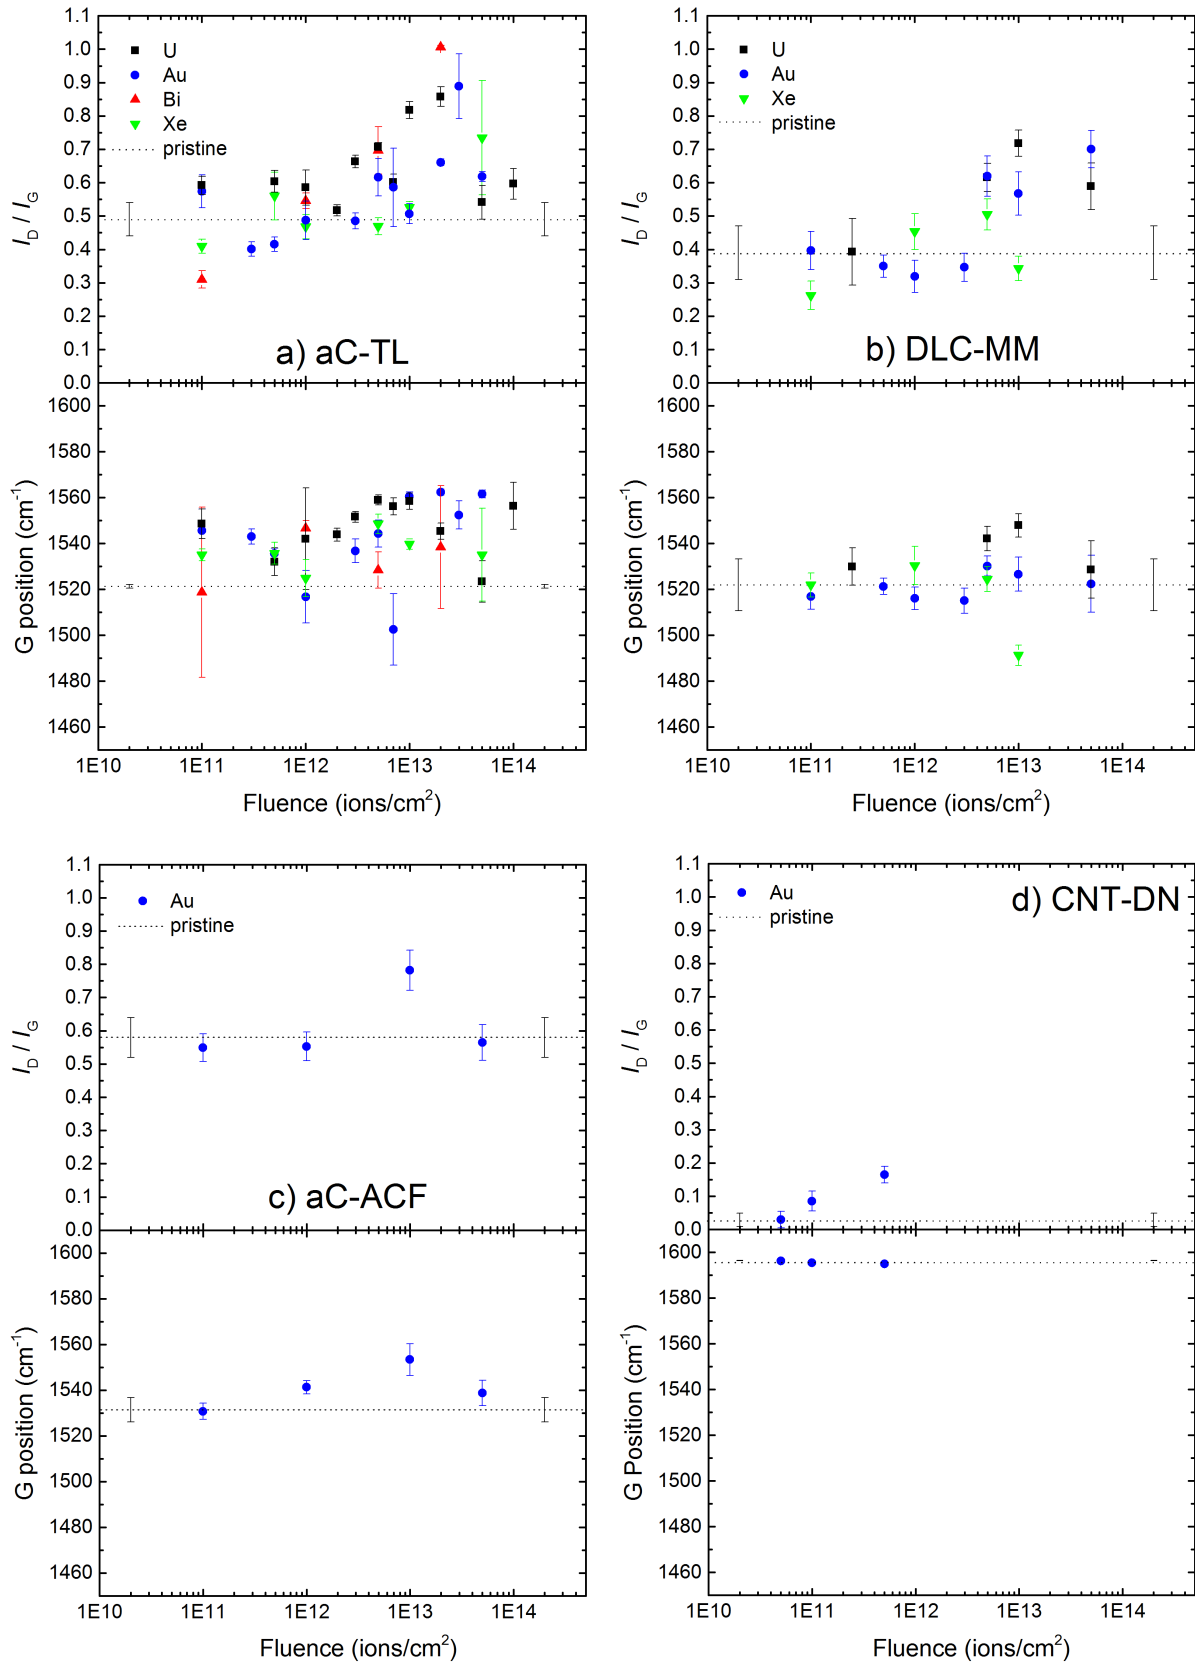 1.1
1.0
0.9
0.8
0.7
0.6
0.5
0.4
0.3
0.2
0.1
0.0
I_D / I_G
U
Au
Bi
Xe
pristine
a) aC-TL
1600
1580
1560
1540
1520
1500
1480
1460
G position (cm⁻¹)
1E10 1E11 1E12 1E13 1E14
Fluence (ions/cm²)
1.1
1.0
0.9
0.8
0.7
0.6
0.5
0.4
0.3
0.2
0.1
0.0
I_D / I_G
U
Au
Xe
pristine
b) DLC-MM
1600
1580
1560
1540
1520
1500
1480
1460
G position (cm⁻¹)
1E10 1E11 1E12 1E13 1E14
Fluence (ions/cm²)
1.1
1.0
0.9
0.8
0.7
0.6
0.5
0.4
0.3
0.2
0.1
0.0
I_D / I_G
Au
pristine
c) aC-ACF
1600
1580
1560
1540
1520
1500
1480
1460
G position (cm⁻¹)
1E10 1E11 1E12 1E13 1E14
Fluence (ions/cm²)
1.1
1.0
0.9
0.8
0.7
0.6
0.5
0.4
0.3
0.2
0.1
0.0
I_D / I_G
Au
pristine
d) CNT-DN
1600
1580
1560
1540
1520
1500
1480
1460
G Position (cm⁻¹)
1E10 1E11 1E12 1E13 1E14
Fluence (ions/cm²)